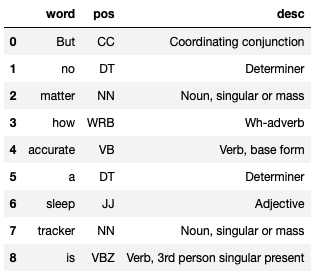 word pos desc
0 But CC Coordinating conjunction
1 no DT Determiner
2 matter NN Noun, singular or mass
3 how WRB Wh-adverb
4 accurate VB Verb, base form
5 a DT Determiner
6 sleep JJ Adjective
7 tracker NN Noun, singular or mass
8 is VBZ Verb, 3rd person singular present